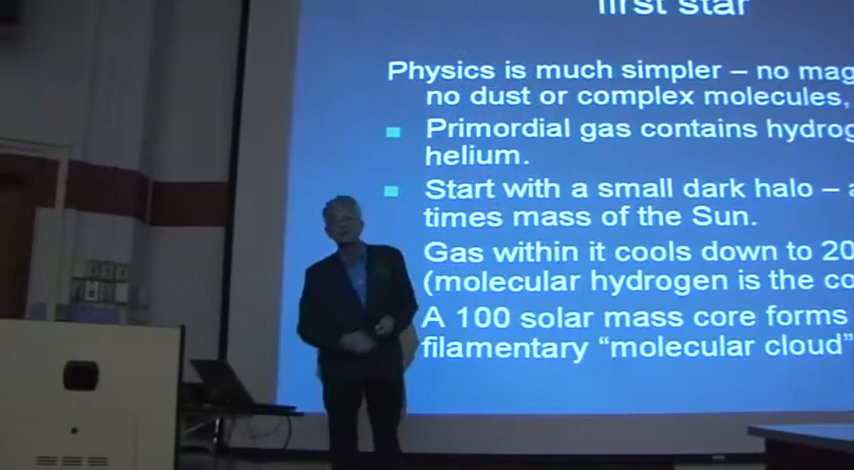 first star
Physics is much simpler – no mag
no dust or complex molecules,
Primordial gas contains hydrog
helium.
Start with a small dark halo – a
times mass of the Sun.
Gas within it cools down to 20
(molecular hydrogen is the co
A 100 solar mass core forms
filamentary “molecular cloud”